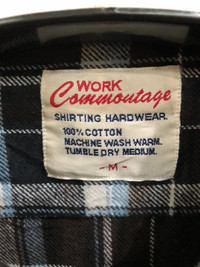 WORK
Commontage
SHIRTING HARDWEAR.
100% COTTON
MACHINE WASH WARM.
TUMBLE DRY MEDIUM.
-M-